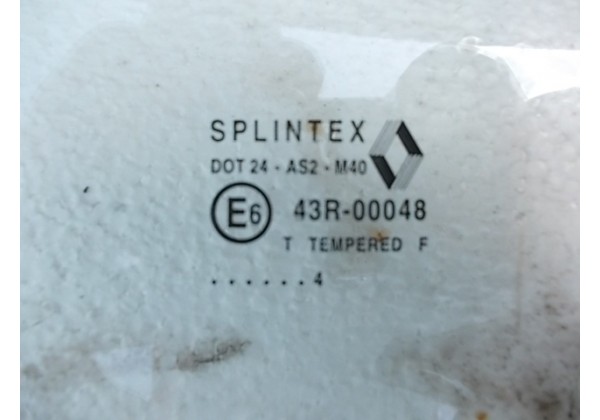 SPLINTEX
DOT 24 - AS2 - M40
E6 43R-00048
T TEMPERED F
. . . . . . 4